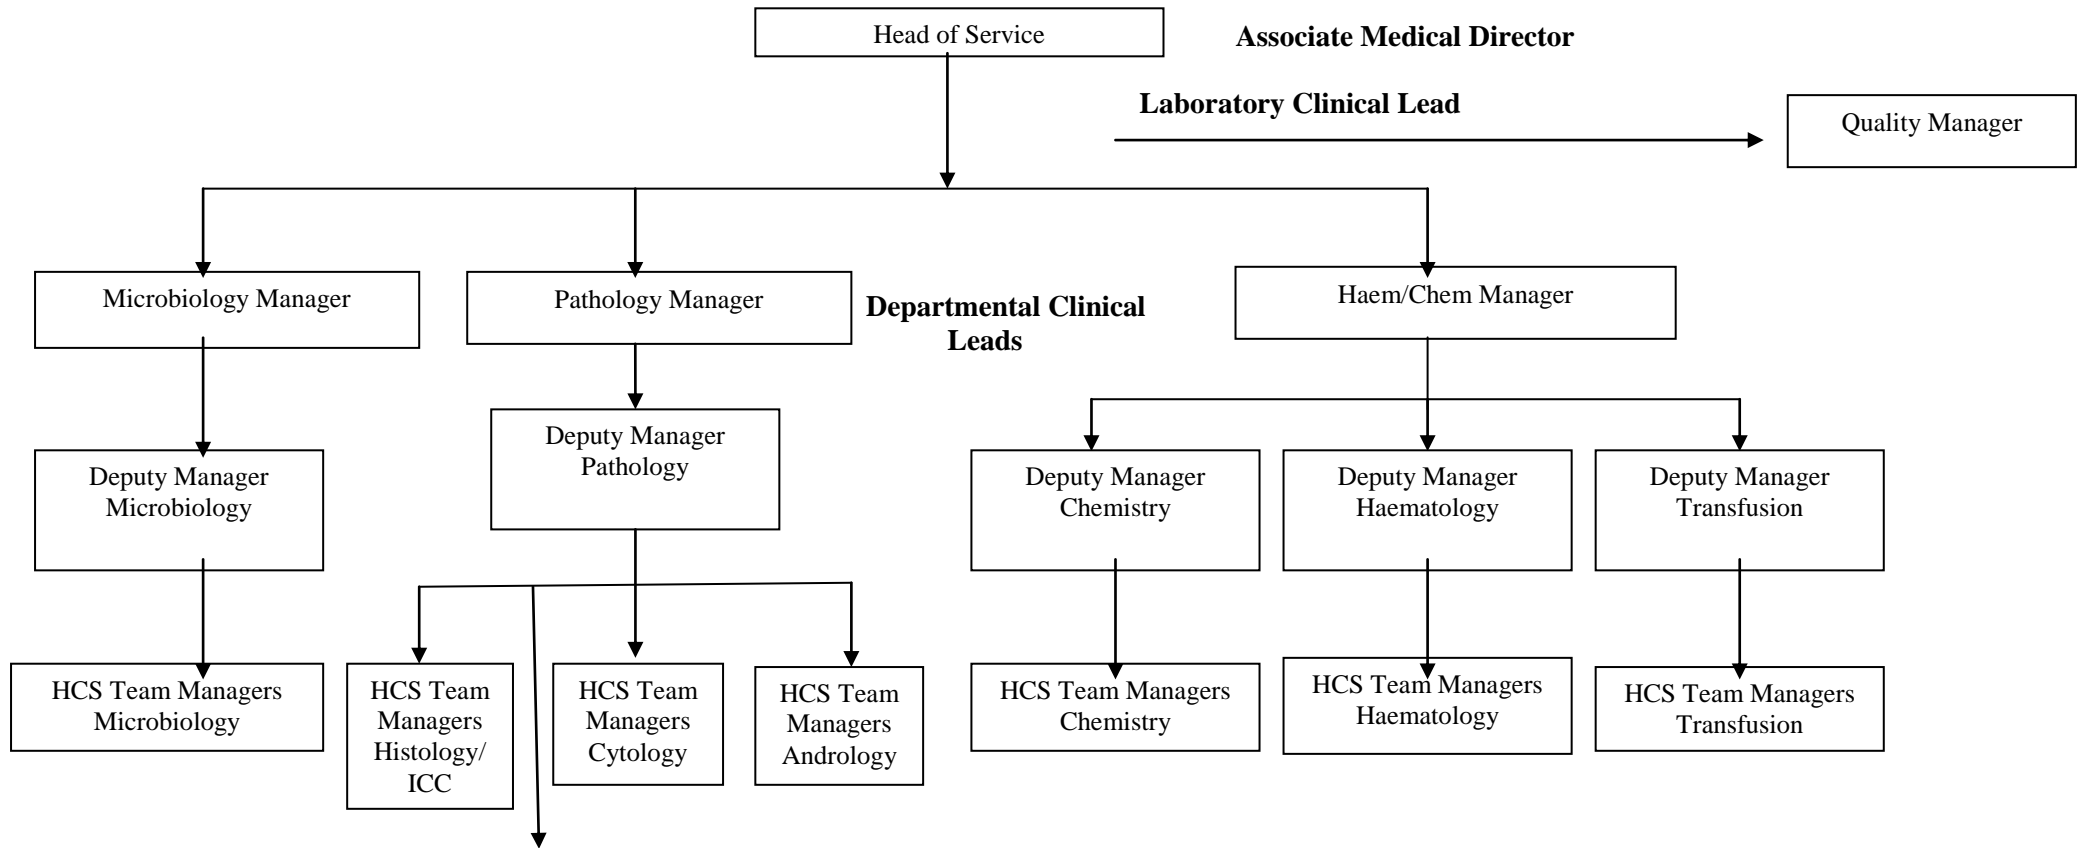 Head of Service
Associate Medical Director
Laboratory Clinical Lead
Quality Manager
Microbiology Manager
Pathology Manager
Departmental Clinical
Leads
Haem/Chem Manager
Deputy Manager
Microbiology
Deputy Manager
Pathology
Deputy Manager
Chemistry
Deputy Manager
Haematology
Deputy Manager
Transfusion
HCS Team Managers
Microbiology
HCS Team
Managers
Histology/
ICC
HCS Team
Managers
Cytology
HCS Team
Managers
Andrology
HCS Team Managers
Chemistry
HCS Team Managers
Haematology
HCS Team Managers
Transfusion